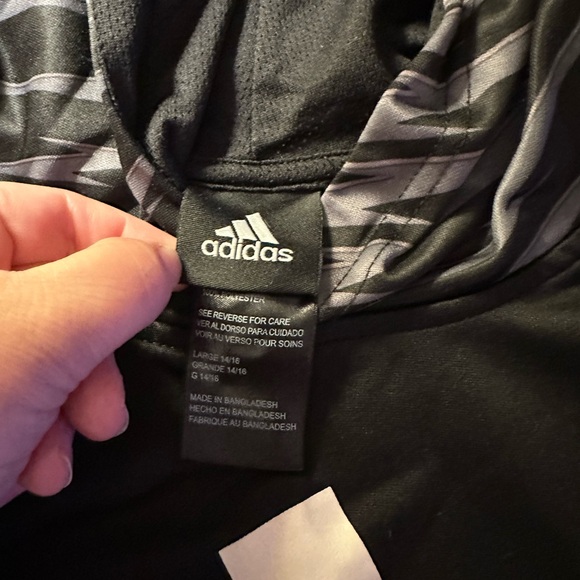 adidas
POLYESTER
SEE REVERSE FOR CARE
VER AL DORSO PARA CUIDADO
VOIR AU VERSO POUR SOINS
LARGE 14/16
GRANDE 14/16
G 14/16
MADE IN BANGLADESH
HECHO EN BANGLADESH
FABRIQUE AU BANGLADESH